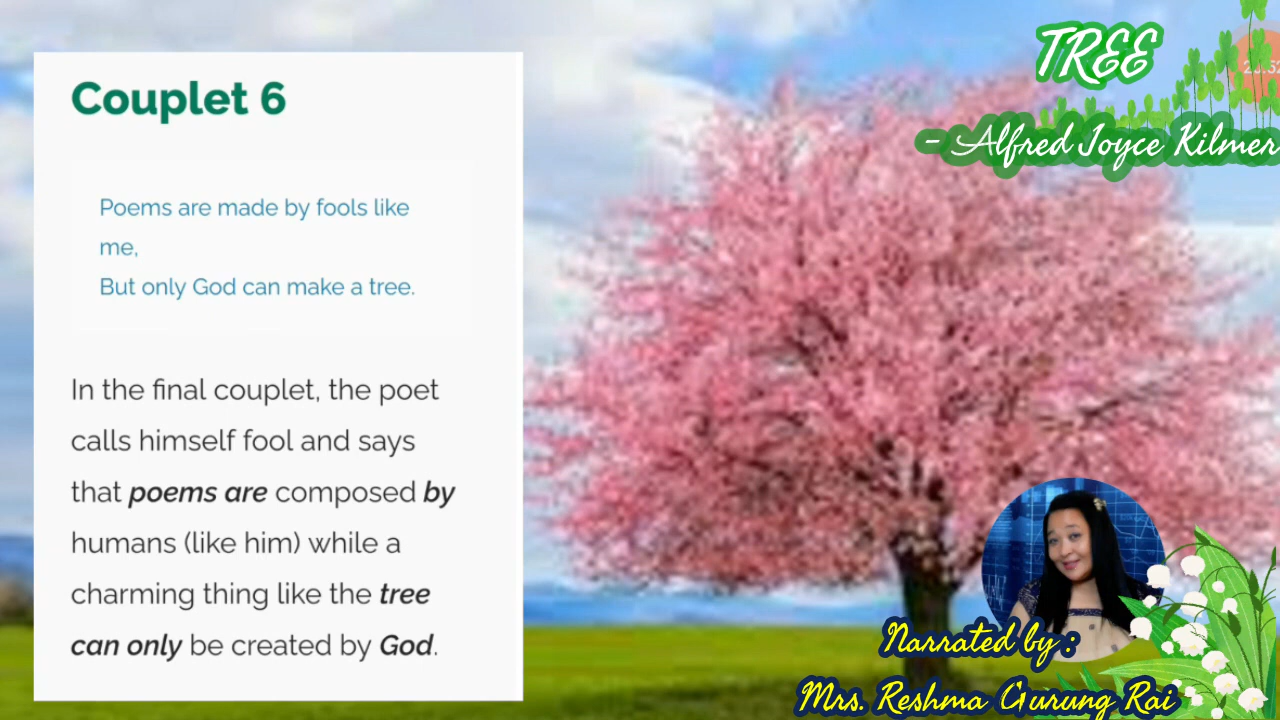 Couplet 6
Poems are made by fools like
me,
But only God can make a tree.
In the final couplet, the poet
calls himself fool and says
that poems are composed by
humans (like him) while a
charming thing like the tree
can only be created by God.
TREE
- Alfred Joyce Kilmer
Narrated by :
Mrs. Reshma Gurung Rai